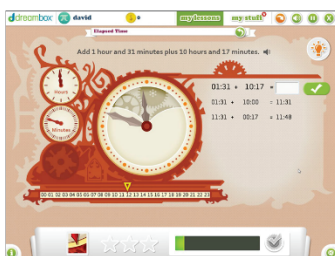 dreambox david 0 my lessons my stuff
Elapsed Time
Add 1 hour and 31 minutes plus 10 hours and 17 minutes.
01:31 + 10:17 =
01:31 + 10:00 = 11:31
11:31 + 00:17 = 11:48
Hours
Minutes
00 01 02 03 04 05 06 07 08 09 10 11 12 13 14 15 16 17 18 19 20 21 22 23